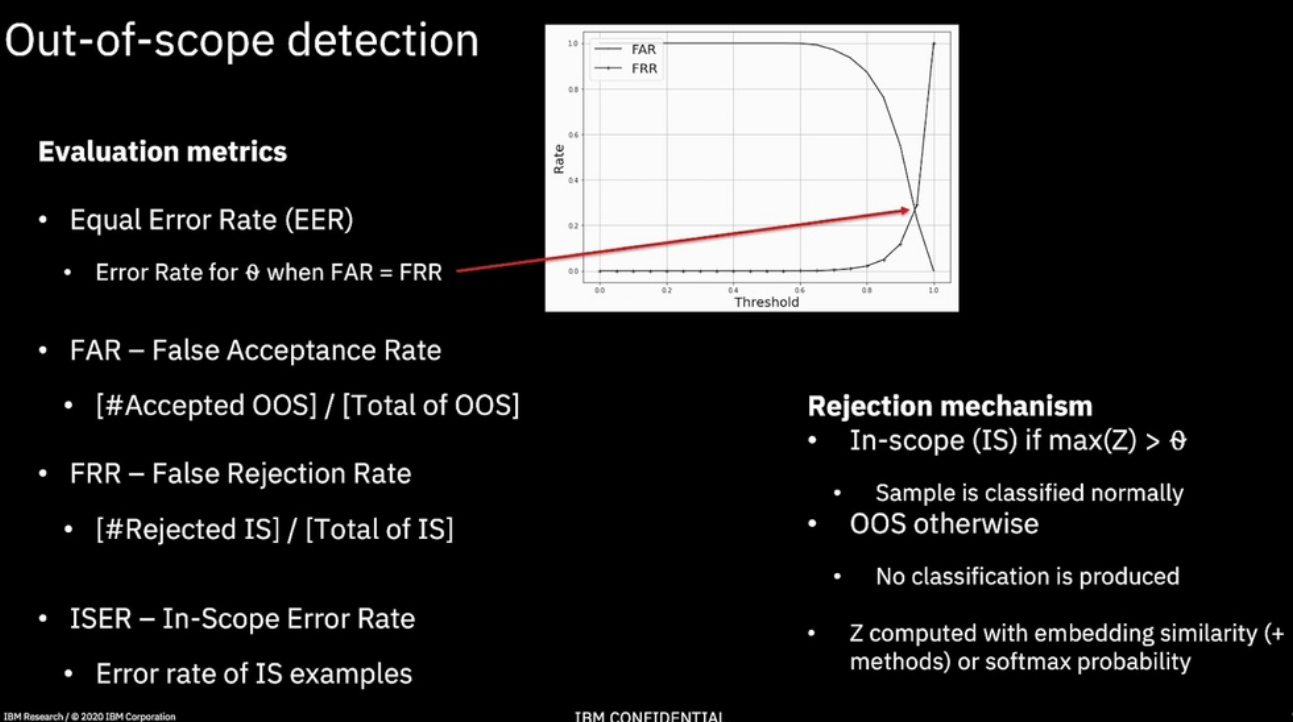 Out-of-scope detection
FAR
FRR
1.0
0.8
0.6
0.4
0.2
0.0
Rate
0.0
0.2
0.4
0.6
0.8
1.0
Threshold
Evaluation metrics
• Equal Error Rate (EER)
• Error Rate for ϑ when FAR = FRR
• FAR – False Acceptance Rate
• [#Accepted OOS] / [Total of OOS]
• FRR – False Rejection Rate
• [#Rejected IS] / [Total of IS]
• ISER – In-Scope Error Rate
• Error rate of IS examples
Rejection mechanism
• In-scope (IS) if max(Z) > ϑ
• Sample is classified normally
• OOS otherwise
• No classification is produced
• Z computed with embedding similarity (+
methods) or softmax probability
IBM Research / © 2020 IBM Corporation
IBM CONFIDENTIAL